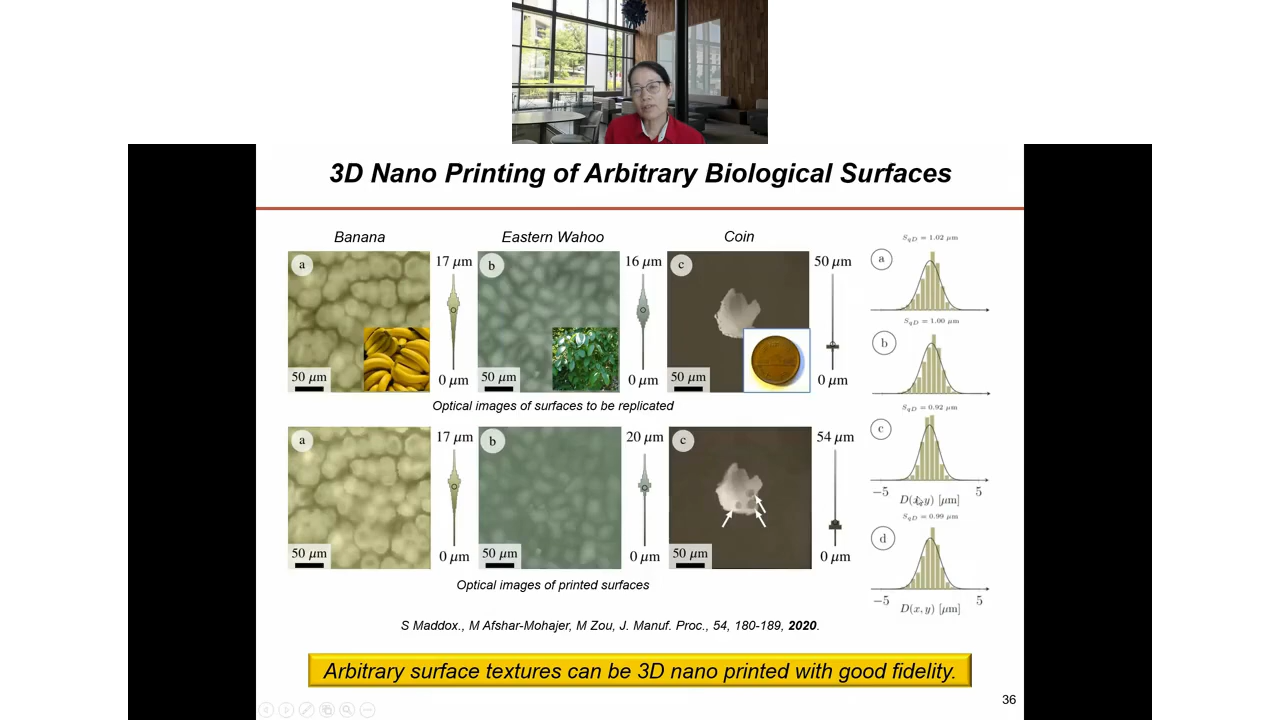 3D Nano Printing of Arbitrary Biological Surfaces
Banana
Eastern Wahoo
Coin
a
17 μm
0 μm
50 μm
b
16 μm
0 μm
50 μm
c
50 μm
0 μm
50 μm
Optical images of surfaces to be replicated
a
17 μm
0 μm
50 μm
b
20 μm
0 μm
50 μm
c
54 μm
0 μm
50 μm
Optical images of printed surfaces
S_qD = 1.02 μm
a
S_qD = 1.00 μm
b
S_qD = 0.92 μm
c
−5
5
D(x,y) [μm]
S_qD = 0.99 μm
d
−5
5
D(x,y) [μm]
S Maddox., M Afshar-Mohajer, M Zou, J. Manuf. Proc., 54, 180-189, 2020.
Arbitrary surface textures can be 3D nano printed with good fidelity.
36